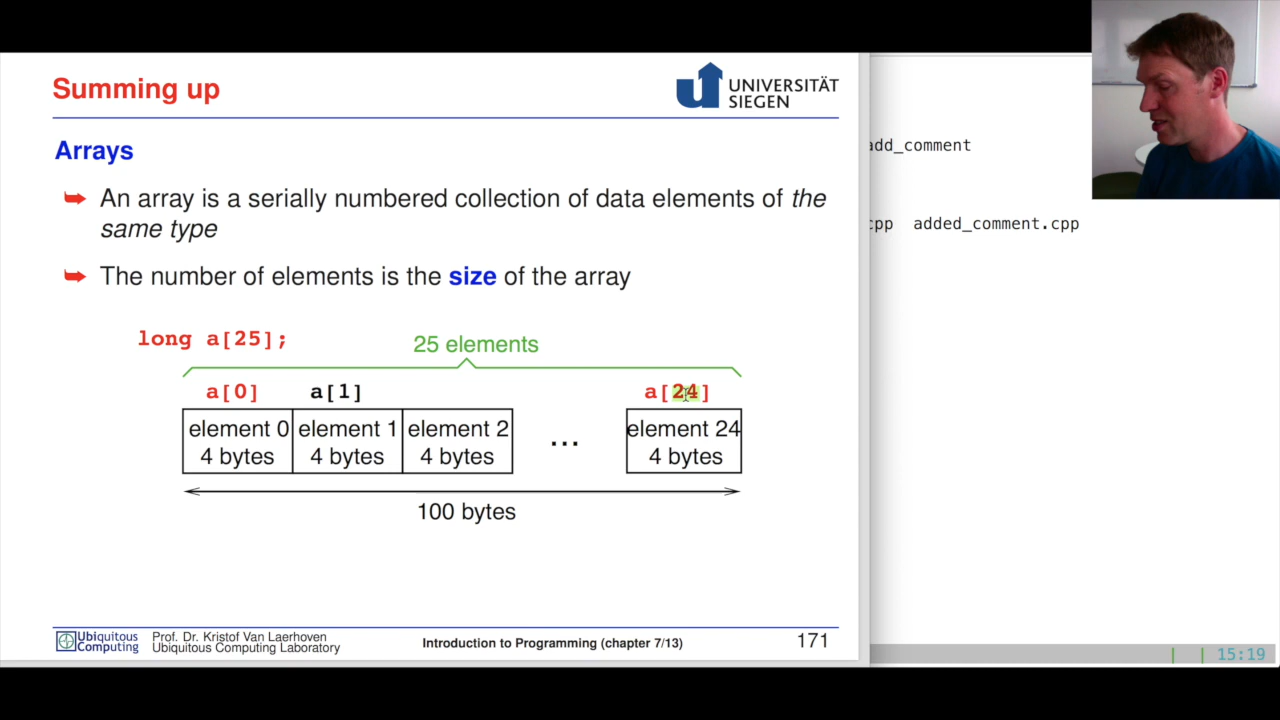 Summing up
UNIVERSITÄT
SIEGEN
Arrays
An array is a serially numbered collection of data elements of the
same type
The number of elements is the size of the array
long a[25];
25 elements
a[0] a[1] a[24]
element 0 element 1 element 2 ... element 24
4 bytes 4 bytes 4 bytes 4 bytes
100 bytes
Ubiquitous
Computing
Prof. Dr. Kristof Van Laerhoven
Ubiquitous Computing Laboratory
Introduction to Programming (chapter 7/13)
171
add_comment
cpp added_comment.cpp
15:19